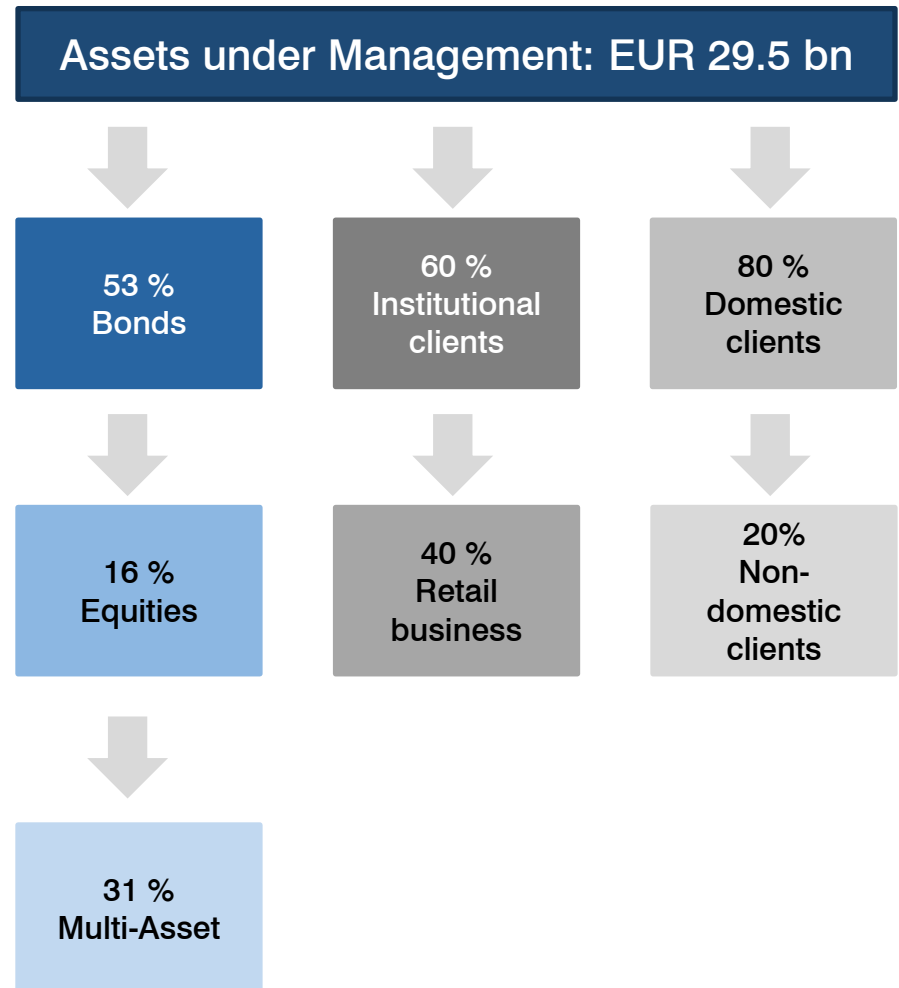 Assets under Management: EUR 29.5 bn
53 %
Bonds
60 %
Institutional
clients
80 %
Domestic
clients
16 %
Equities
40 %
Retail
business
20%
Non-
domestic
clients
31 %
Multi-Asset